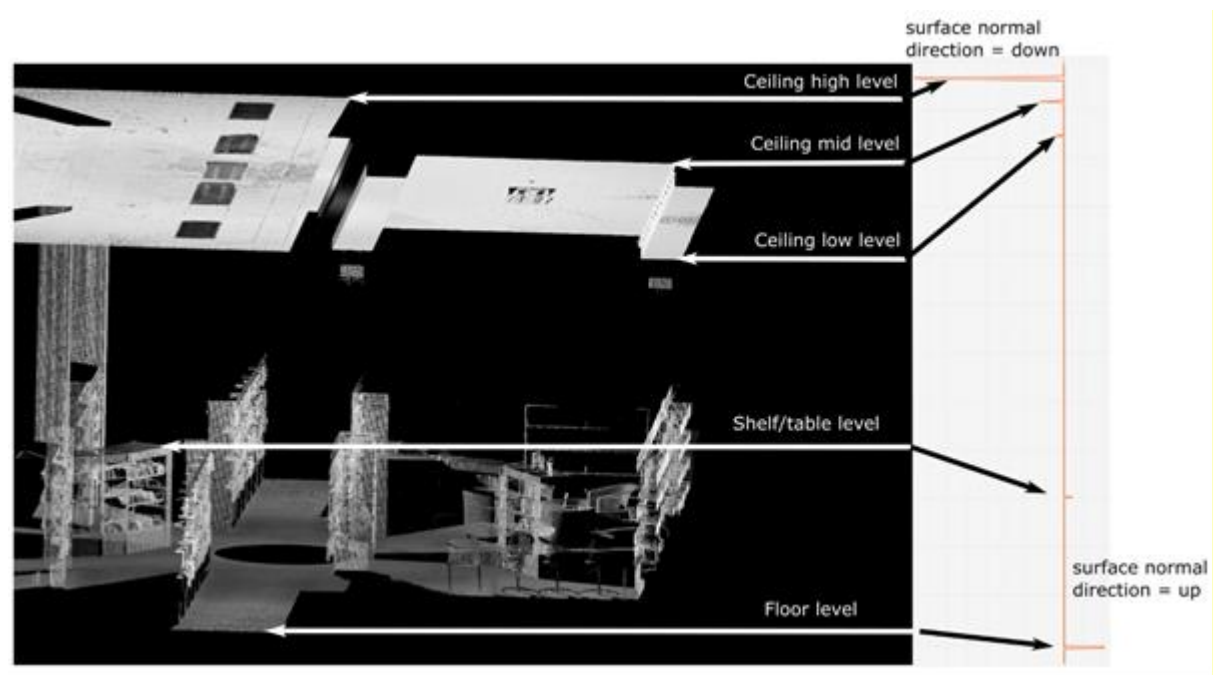 surface normal
direction = down
Ceiling high level
Ceiling mid level
Ceiling low level
Shelf/table level
surface normal
direction = up
Floor level